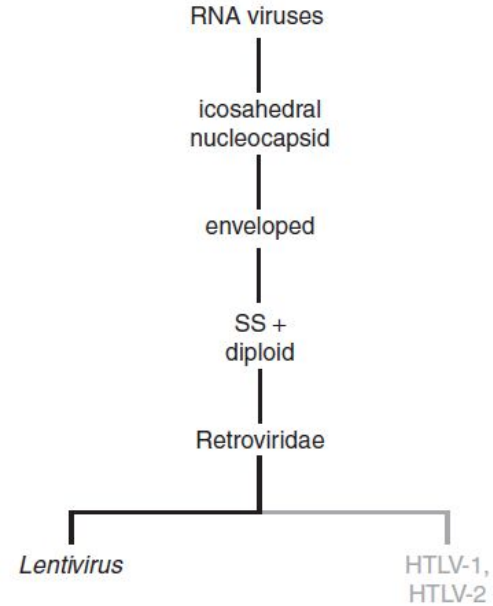 RNA viruses
icosahedral
nucleocapsid
enveloped
SS +
diploid
Retroviridae
Lentivirus
HTLV-1,
HTLV-2